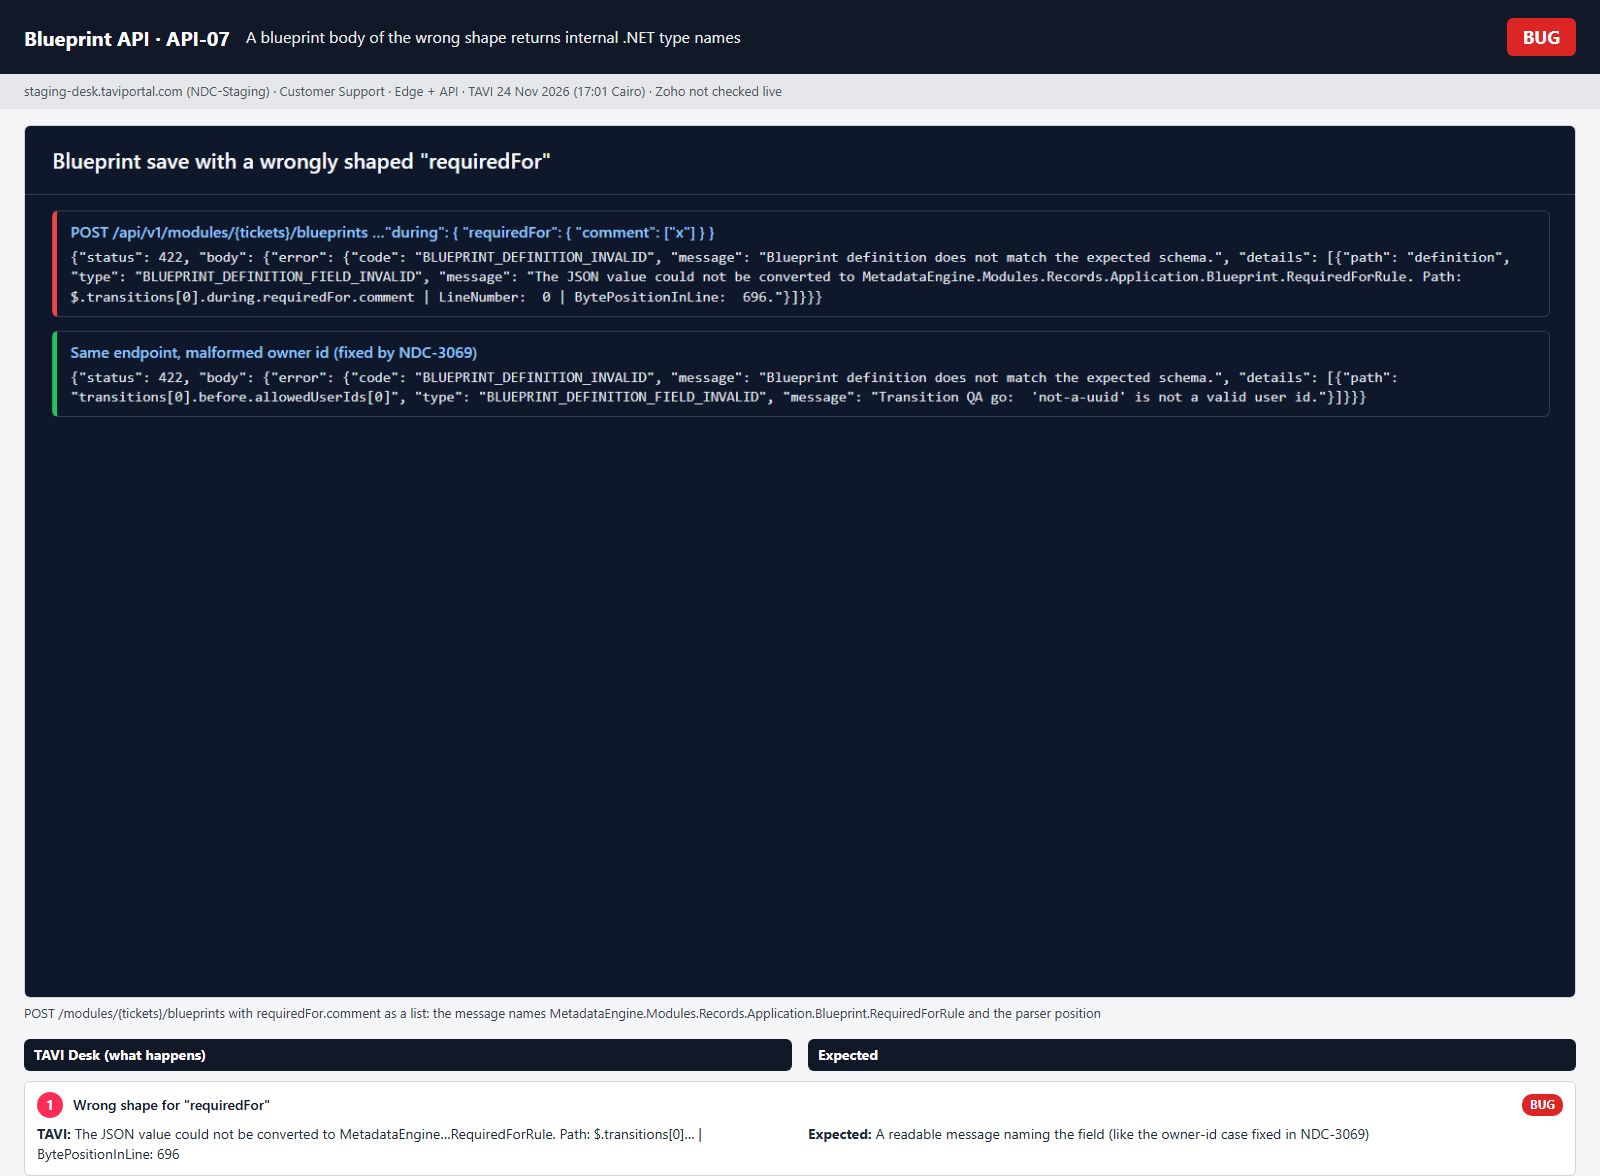 Blueprint API · API-07 A blueprint body of the wrong shape returns internal .NET type names BUG
staging-desk.taviportal.com (NDC-Staging) · Customer Support · Edge + API · TAVI 24 Nov 2026 (17:01 Cairo) · Zoho not checked live
Blueprint save with a wrongly shaped "requiredFor"
POST /api/v1/modules/{tickets}/blueprints ..."during": { "requiredFor": { "comment": ["x"] } }
{"status": 422, "body": {"error": {"code": "BLUEPRINT_DEFINITION_INVALID", "message": "Blueprint definition does not match the expected schema.", "details": [{"path": "definition",
"type": "BLUEPRINT_DEFINITION_FIELD_INVALID", "message": "The JSON value could not be converted to MetadataEngine.Modules.Records.Application.Blueprint.RequiredForRule. Path:
$.transitions[0].during.requiredFor.comment | LineNumber: 0 | BytePositionInLine: 696."}]}}}
Same endpoint, malformed owner id (fixed by NDC-3069)
{"status": 422, "body": {"error": {"code": "BLUEPRINT_DEFINITION_INVALID", "message": "Blueprint definition does not match the expected schema.", "details": [{"path":
"transitions[0].before.allowedUserIds[0]", "type": "BLUEPRINT_DEFINITION_FIELD_INVALID", "message": "Transition QA go: 'not-a-uuid' is not a valid user id."}]}}}
POST /modules/{tickets}/blueprints with requiredFor.comment as a list: the message names MetadataEngine.Modules.Records.Application.Blueprint.RequiredForRule and the parser position
TAVI Desk (what happens)
Expected
1 Wrong shape for "requiredFor" BUG
TAVI: The JSON value could not be converted to MetadataEngine...RequiredForRule. Path: $.transitions[0]... |
BytePositionInLine: 696
Expected: A readable message naming the field (like the owner-id case fixed in NDC-3069)